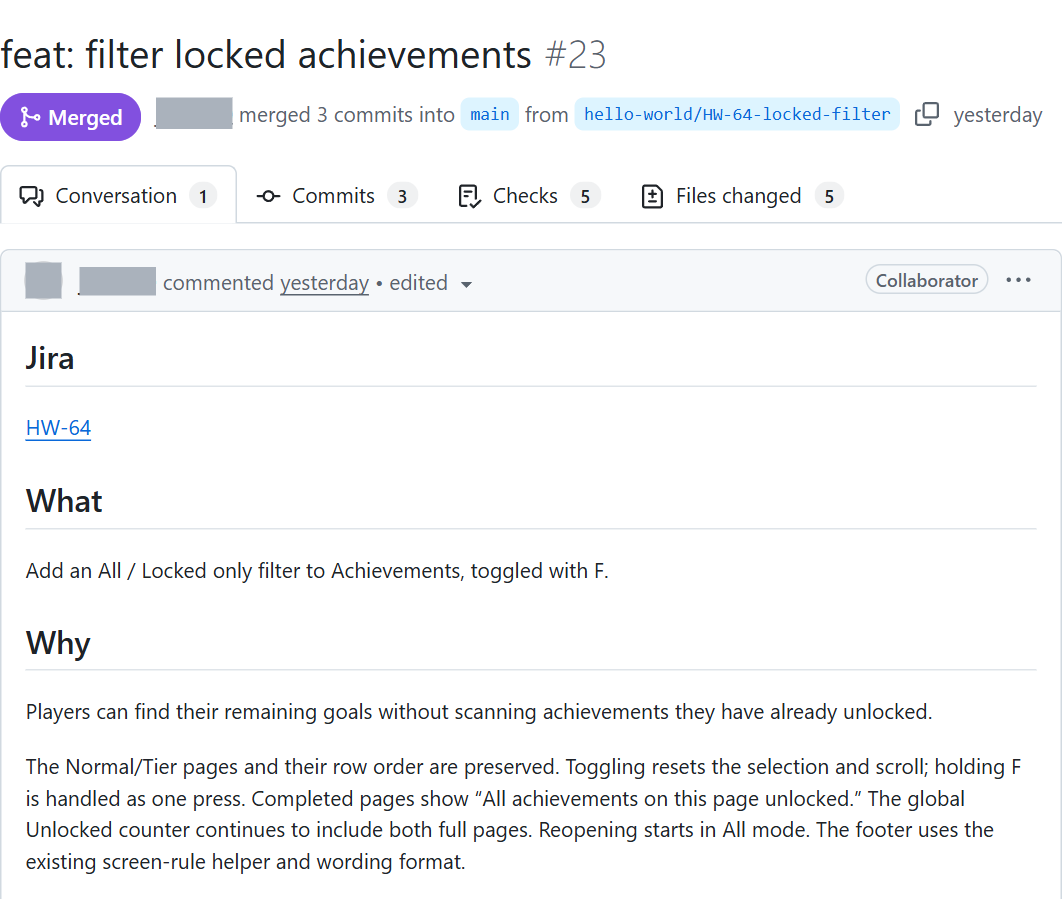 feat: filter locked achievements #23
Merged merged 3 commits into main from hello-world/HW-64-locked-filter yesterday
Conversation 1 Commits 3 Checks 5 Files changed 5
commented yesterday • edited Collaborator
Jira
HW-64
What
Add an All / Locked only filter to Achievements, toggled with F.
Why
Players can find their remaining goals without scanning achievements they have already unlocked.
The Normal/Tier pages and their row order are preserved. Toggling resets the selection and scroll; holding F
is handled as one press. Completed pages show “All achievements on this page unlocked.” The global
Unlocked counter continues to include both full pages. Reopening starts in All mode. The footer uses the
existing screen-rule helper and wording format.